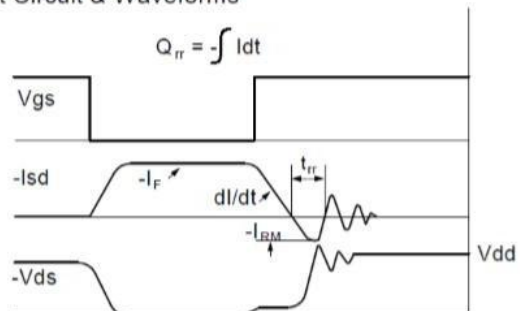 Circuit & Waveforms
Qrr = -∫ Idt
Vgs
-Isd
-IF
dI/dt
trr
-IRM
-Vds
Vdd